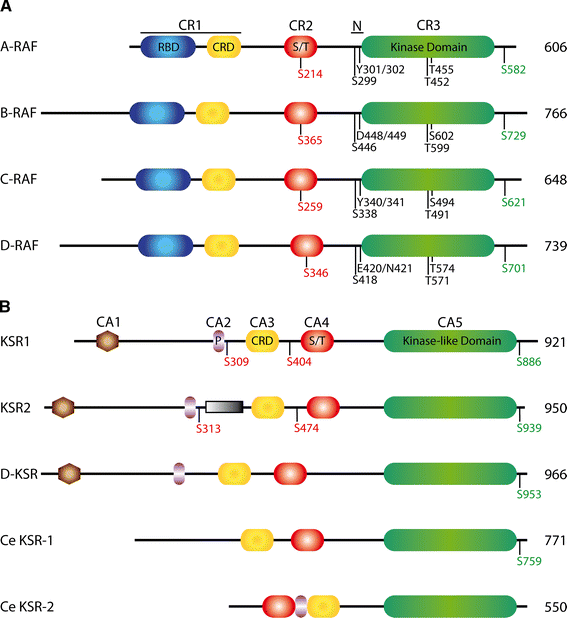 A
CR1 CR2 N CR3
A-RAF RBD CRD S/T Kinase Domain 606
S214 Y301/302 T455 S582
S299 T452
B-RAF 766
S365 D448/449 S602 S729
S446 T599
C-RAF 648
S259 Y340/341 S494 S621
S338 T491
D-RAF 739
S346 E420/N421 T574 S701
S418 T571
B
CA1 CA2 CA3 CA4 CA5
KSR1 P CRD S/T Kinase-like Domain 921
S309 S404 S886
KSR2 950
S313 S474 S939
D-KSR 966
S953
Ce KSR-1 771
S759
Ce KSR-2 550